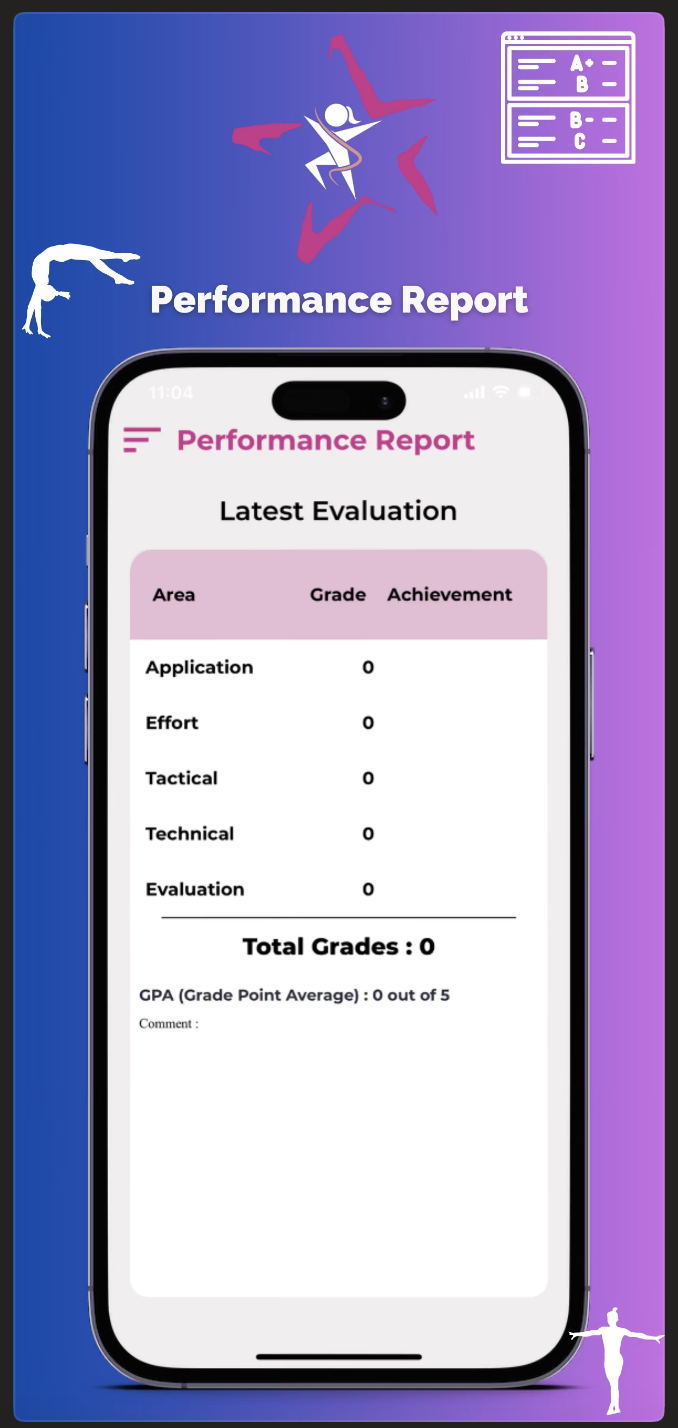 A+
B
B-
C
Performance Report
11:04
Performance Report
Latest Evaluation
Area Grade Achievement
Application 0
Effort 0
Tactical 0
Technical 0
Evaluation 0
Total Grades : 0
GPA (Grade Point Average) : 0 out of 5
Comment :